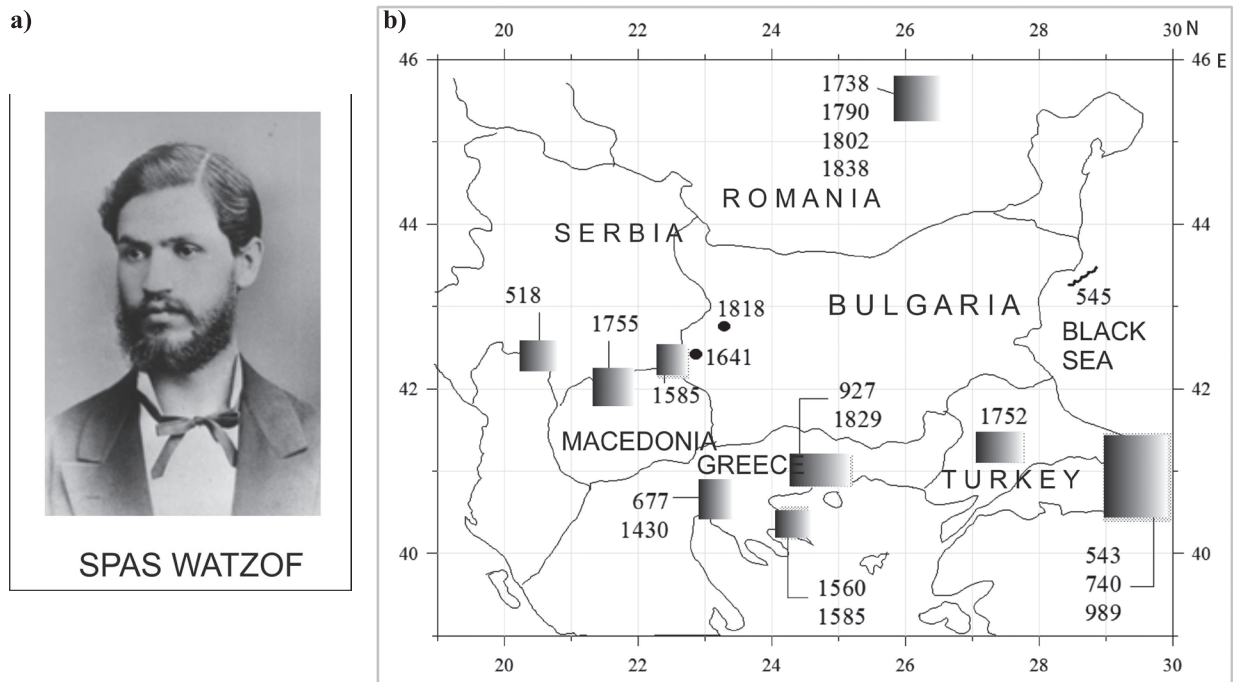 a)
SPAS WATZOF
b)
20 22 24 26 28 30 N
46 46 E
1738
1790
1802
1838
ROMANIA
44 44
SERBIA
518
1755
1818
BULGARIA
545
1641
BLACK
SEA
42 42
1585
927
1829
1752
MACEDONIA
GREECE
TURKEY
677
1430
40 40
543
740
989
1560
1585
20 22 24 26 28 30